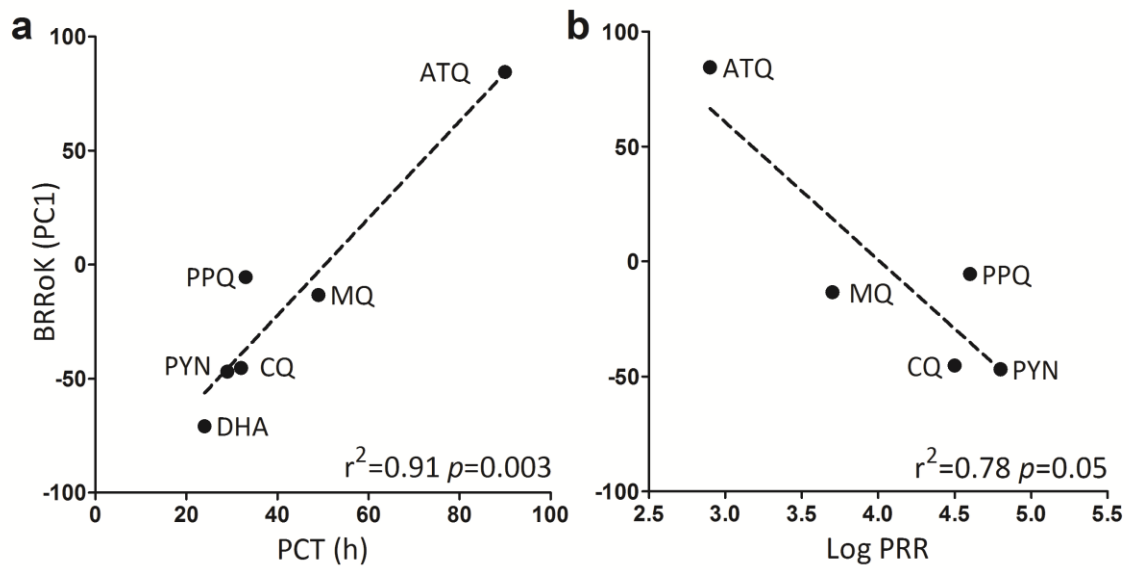 a
100
50
0
-50
-100
BRRoK (PC1)
ATQ
PPQ
MQ
PYN
CQ
DHA
r²=0.91 p=0.003
0
20
40
60
80
100
PCT (h)
b
100
50
0
-50
-100
ATQ
PPQ
MQ
CQ
PYN
r²=0.78 p=0.05
2.5
3.0
3.5
4.0
4.5
5.0
5.5
Log PRR